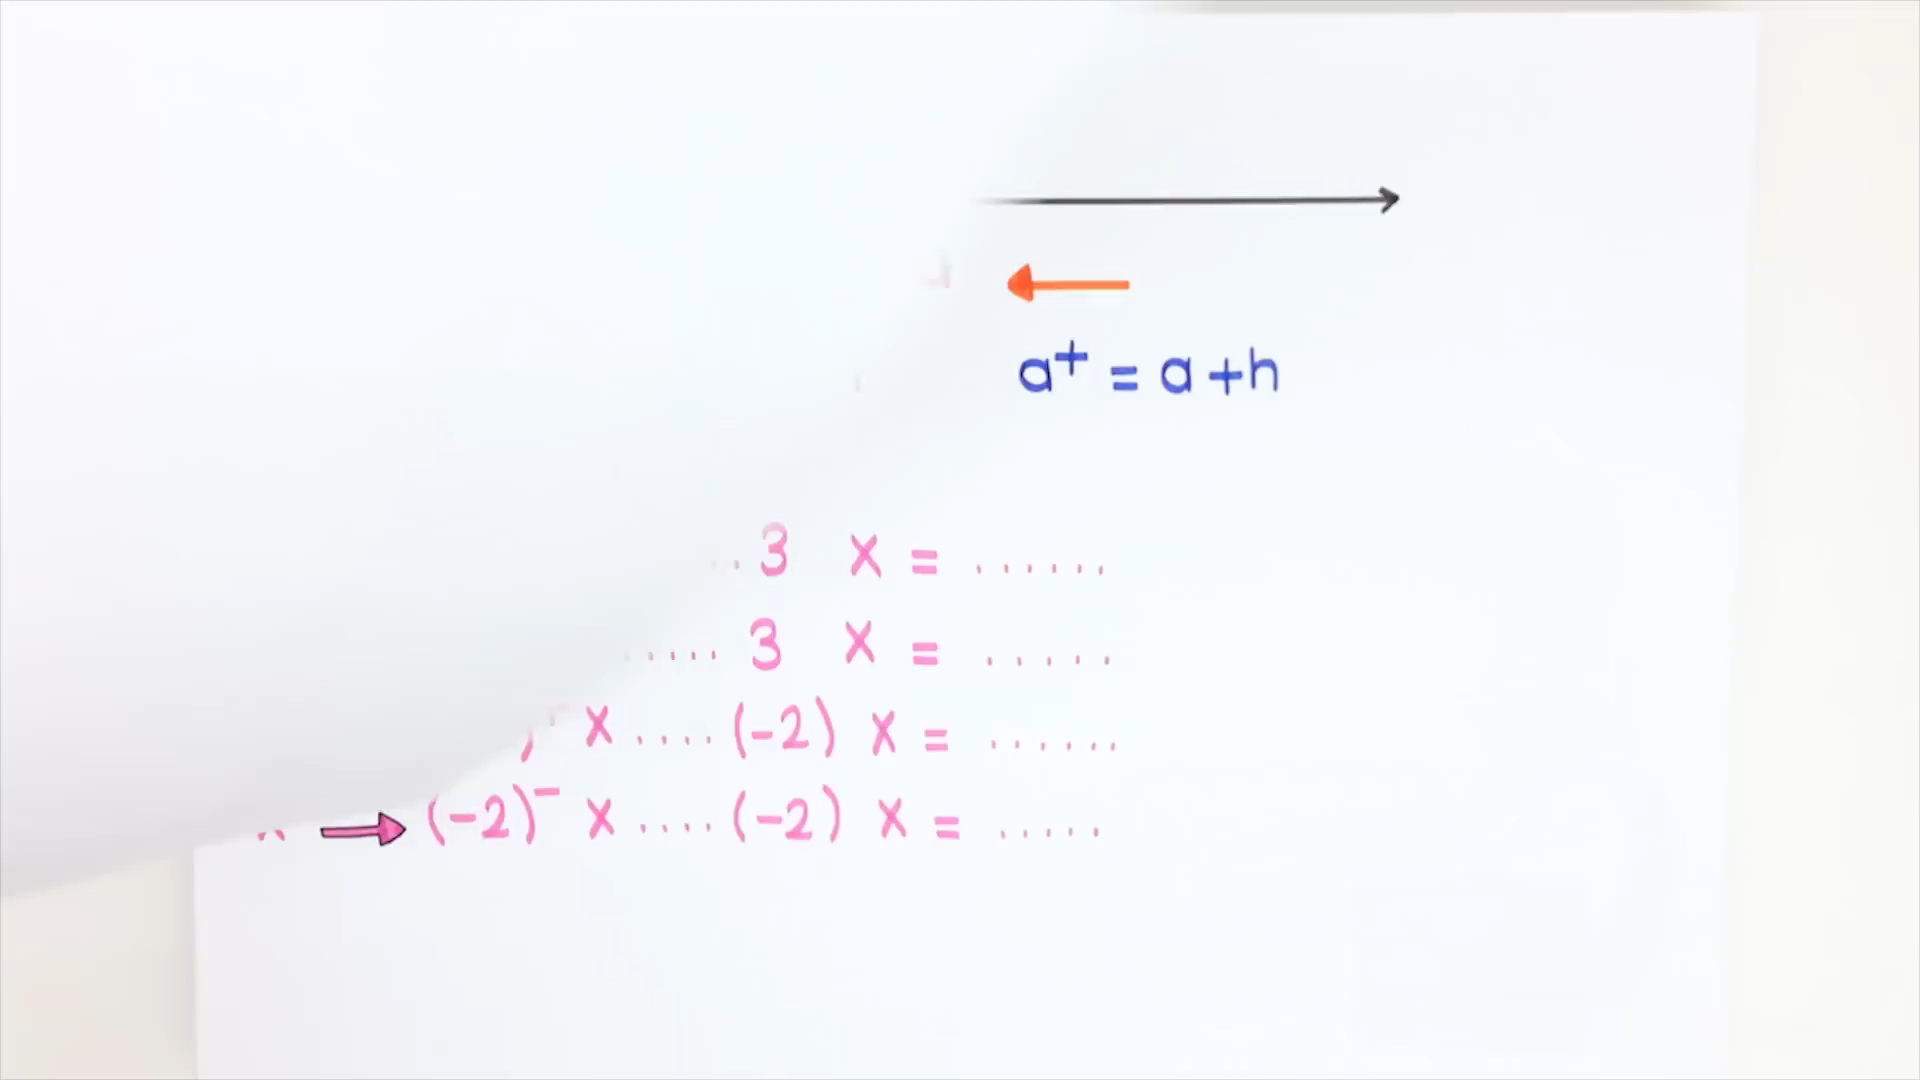 a⁺ = a + h
.. 3 x = ......
.... 3 x = .....
)⁻ x .... (-2) x = ......
x → (-2)⁻ x .... (-2) x = .....